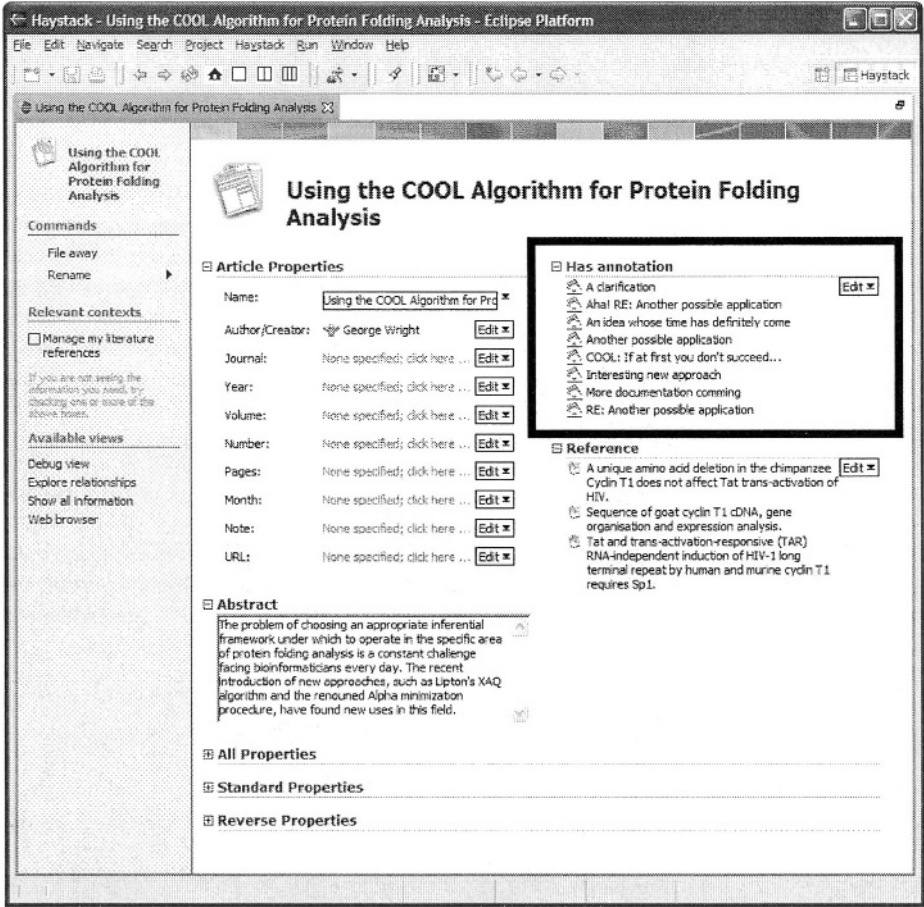 Haystack - Using the COOL Algorithm for Protein Folding Analysis - Eclipse Platform
File Edit Navigate Search Project Haystack Run Window Help
Haystack
Using the COOL Algorithm for Protein Folding Analysis
Using the COOL
Algorithm for
Protein Folding
Analysis
Commands
File away
Rename
Relevant contexts
Manage my literature
references
If you are not seeing the
information you need, try
checking one or more of the
above boxes.
Available views
Debug view
Explore relationships
Show all information
Web browser
Using the COOL Algorithm for Protein Folding
Analysis
Article Properties
Name: Using the COOL Algorithm for Pro
Author/Creator: George Wright Edit
Journal: None specified; click here ... Edit
Year: None specified; click here ... Edit
Volume: None specified; click here ... Edit
Number: None specified; click here ... Edit
Pages: None specified; click here ... Edit
Month: None specified; click here ... Edit
Note: None specified; click here ... Edit
URL: None specified; click here ... Edit
Abstract
The problem of choosing an appropriate inferential
framework under which to operate in the specific area
of protein folding analysis is a constant challenge
facing bioinformaticians every day. The recent
introduction of new approaches, such as Lipton's XAQ
algorithm and the renouned Alpha minimization
procedure, have found new uses in this field.
Has annotation
A clarification Edit
Aha! RE: Another possible application
An idea whose time has definitely come
Another possible application
COOL: If at first you don't succeed...
Interesting new approach
More documentation comming
RE: Another possible application
Reference
A unique amino acid deletion in the chimpanzee Edit
Cyclin T1 does not affect Tat trans-activation of
HIV.
Sequence of goat cyclin T1 cDNA, gene
organisation and expression analysis.
Tat and trans-activation-responsive (TAR)
RNA-independent induction of HIV-1 long
terminal repeat by human and murine cyclin T1
requires Sp1.
All Properties
Standard Properties
Reverse Properties